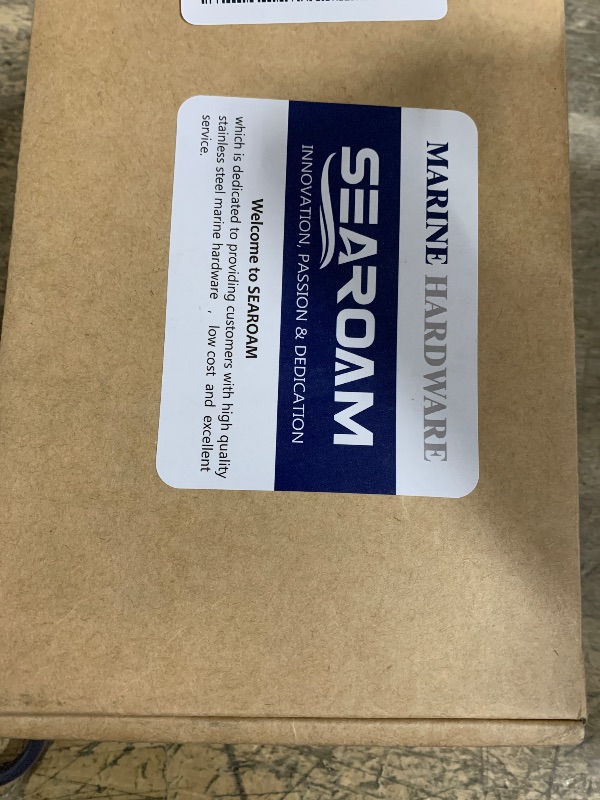 MARINE HARDWARE
SEAROAM
INNOVATION, PASSION & DEDICATION
Welcome to SEAROAM
which is dedicated to providing customers with high quality
stainless steel marine hardware , low cost and excellent
service.